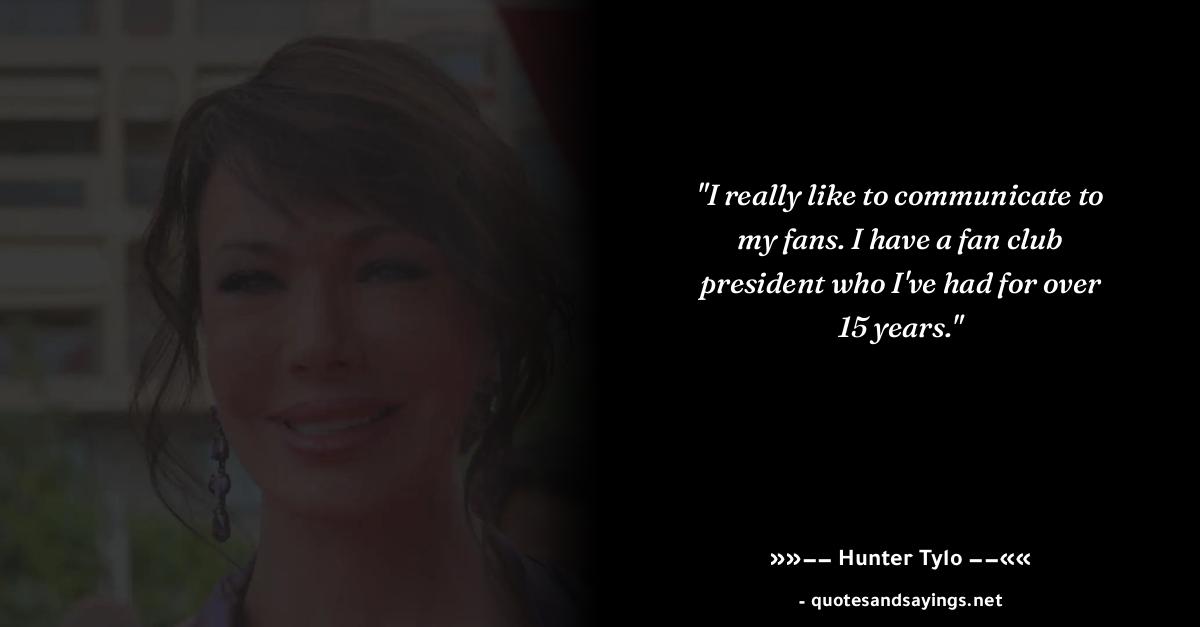 "I really like to communicate to
my fans. I have a fan club
president who I've had for over
15 years."
»»–– Hunter Tylo ––««
- quotesandsayings.net